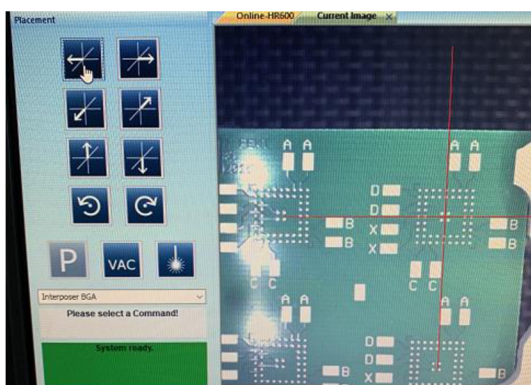 Placement
Online-HR600
Current Image
P
VAC
Interposer BGA
Please select a Command!
System ready.
A A
A A
D
D
X
B
B
B
B
C C
C C
A A
A A
D
D
X
B
B
B